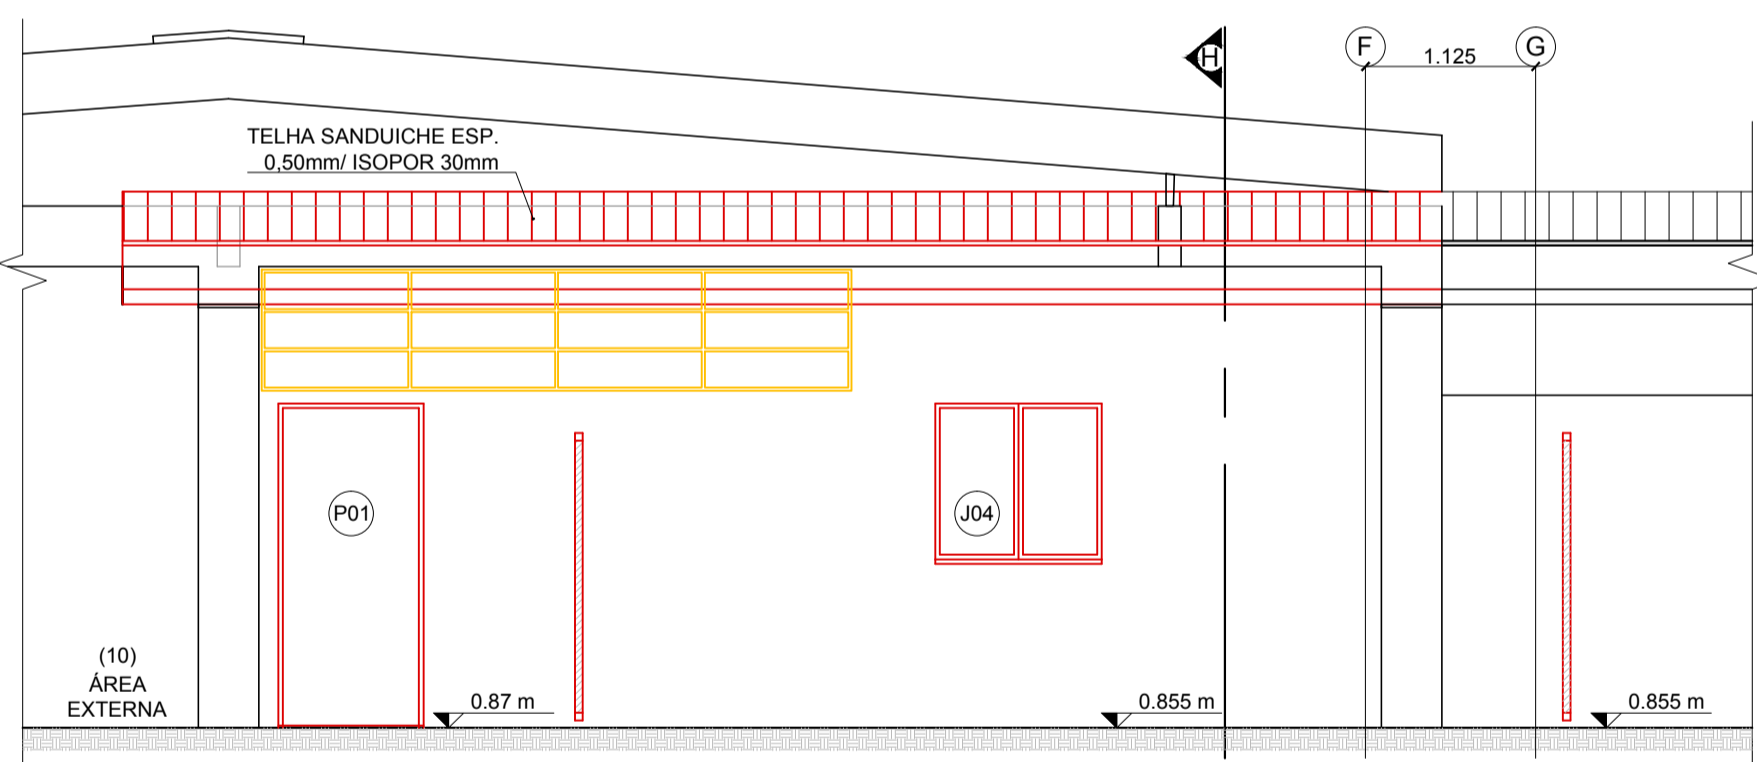 H
F
1.125
G
TELHA SANDUICHE ESP.
0,50mm/ ISOPOR 30mm
P01
J04
(10)
ÁREA
EXTERNA
0.87 m
0.855 m
0.855 m